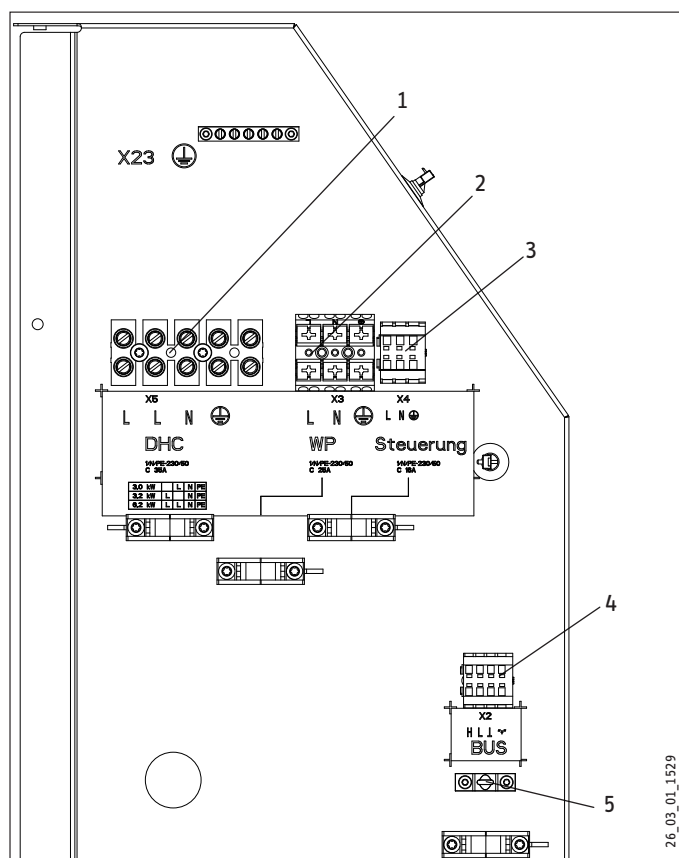 1
X23
2
3
X5
X3
X4
L L N
L N
L N
DHC
WP
Steuerung
1/N/PE~230/50
C 35A
1/N/PE~230/50
C 25A
1/N/PE~230/50
C 16A
3,0 kW L N PE
3,2 kW L N PE
6,2 kW L L N PE
4
X2
H L ⊥ "+"
BUS
5
26_03_01_1529